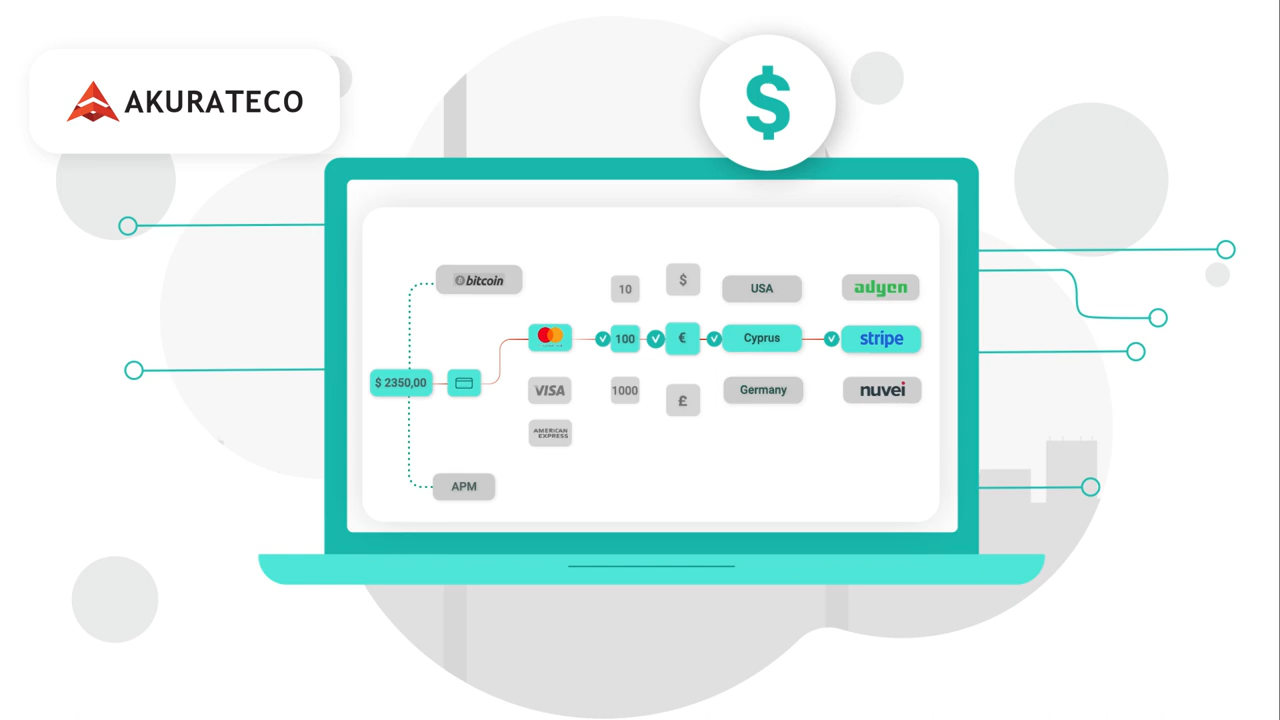 AKURATECO
$
bitcoin
10
$
USA
adyen
100
€
Cyprus
stripe
$ 2350,00
VISA
1000
£
Germany
nuvei
AMERICAN
EXPRESS
APM